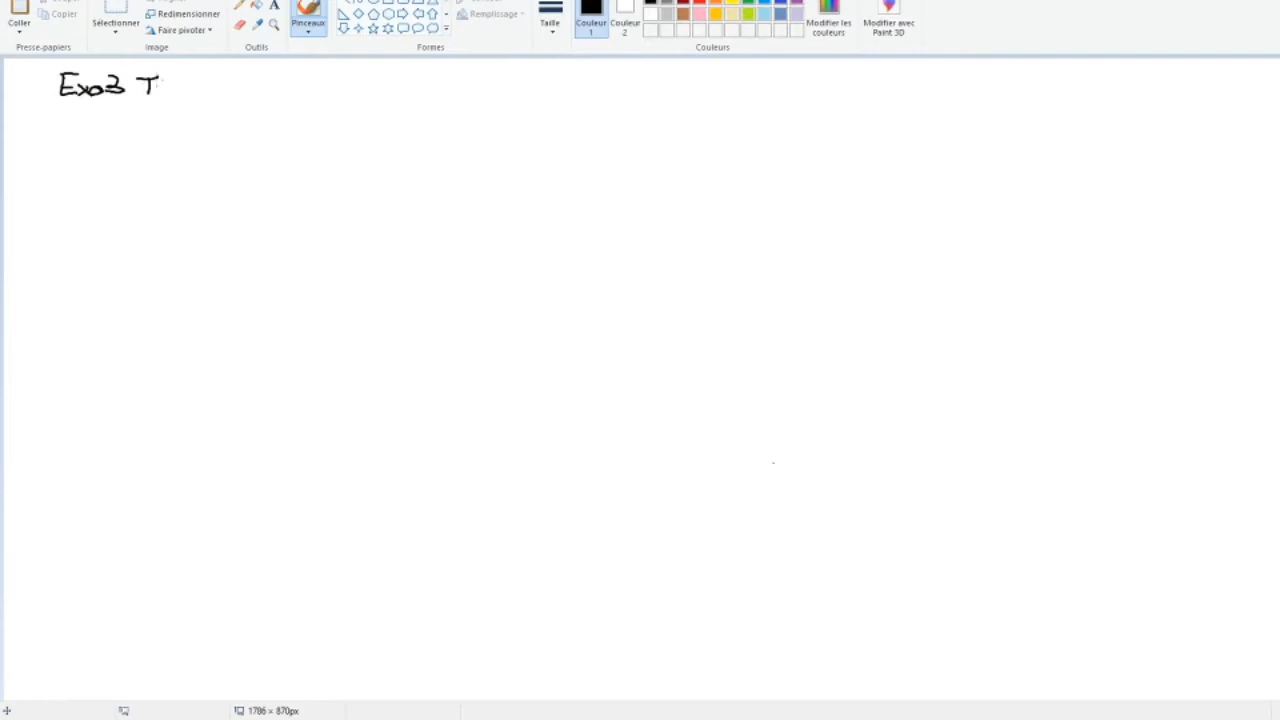 Copier
Redimensionner
Remplissage
Coller
Sélectionner
Faire pivoter
Pinceaux
Taille
Couleur 1
Couleur 2
Modifier les couleurs
Modifier avec Paint 3D
Presse-papiers
Image
Outils
Formes
Couleurs
Exo3 T
1786 × 870px